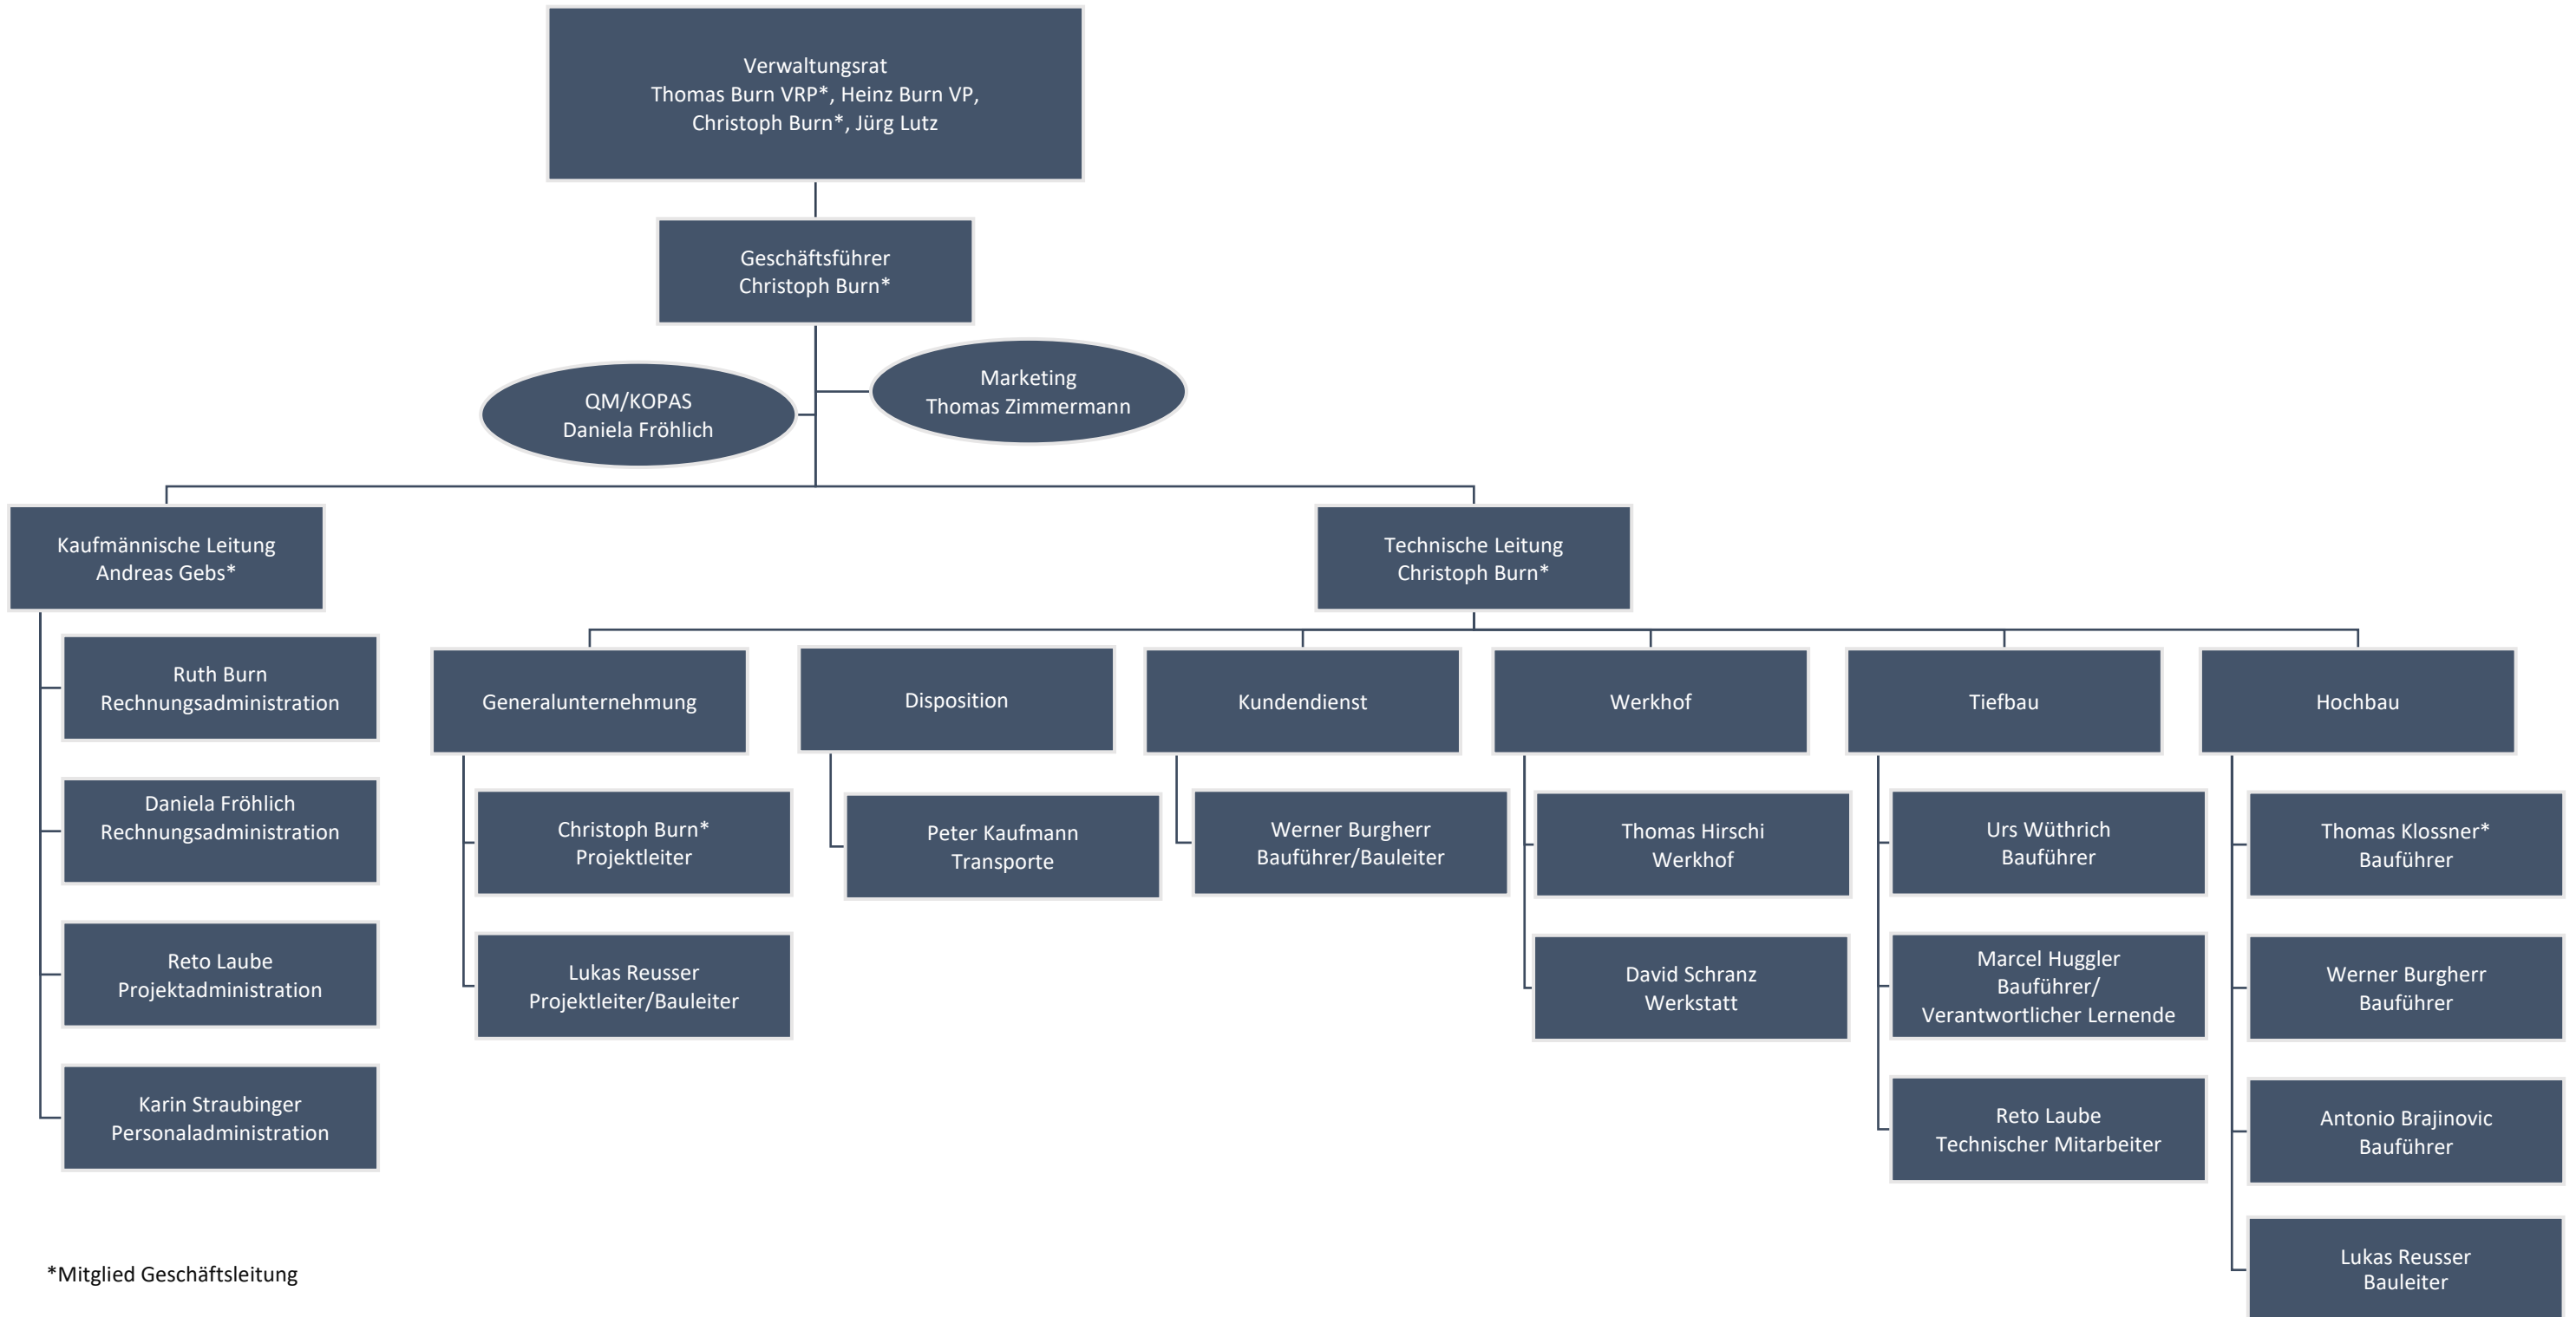 Verwaltungsrat
Thomas Burn VRP*, Heinz Burn VP,
Christoph Burn*, Jürg Lutz
Geschäftsführer
Christoph Burn*
QM/KOPAS
Daniela Fröhlich
Marketing
Thomas Zimmermann
Kaufmännische Leitung
Andreas Gebs*
Technische Leitung
Christoph Burn*
Ruth Burn
Rechnungsadministration
Daniela Fröhlich
Rechnungsadministration
Reto Laube
Projektadministration
Karin Straubinger
Personaladministration
Generalunternehmung
Christoph Burn*
Projektleiter
Lukas Reusser
Projektleiter/Bauleiter
Disposition
Peter Kaufmann
Transporte
Kundendienst
Werner Burgherr
Bauführer/Bauleiter
Werkhof
Thomas Hirschi
Werkhof
David Schranz
Werkstatt
Tiefbau
Urs Wüthrich
Bauführer
Marcel Huggler
Bauführer/
Verantwortlicher Lernende
Reto Laube
Technischer Mitarbeiter
Hochbau
Thomas Klossner*
Bauführer
Werner Burgherr
Bauführer
Antonio Brajinovic
Bauführer
Lukas Reusser
Bauleiter
*Mitglied Geschäftsleitung